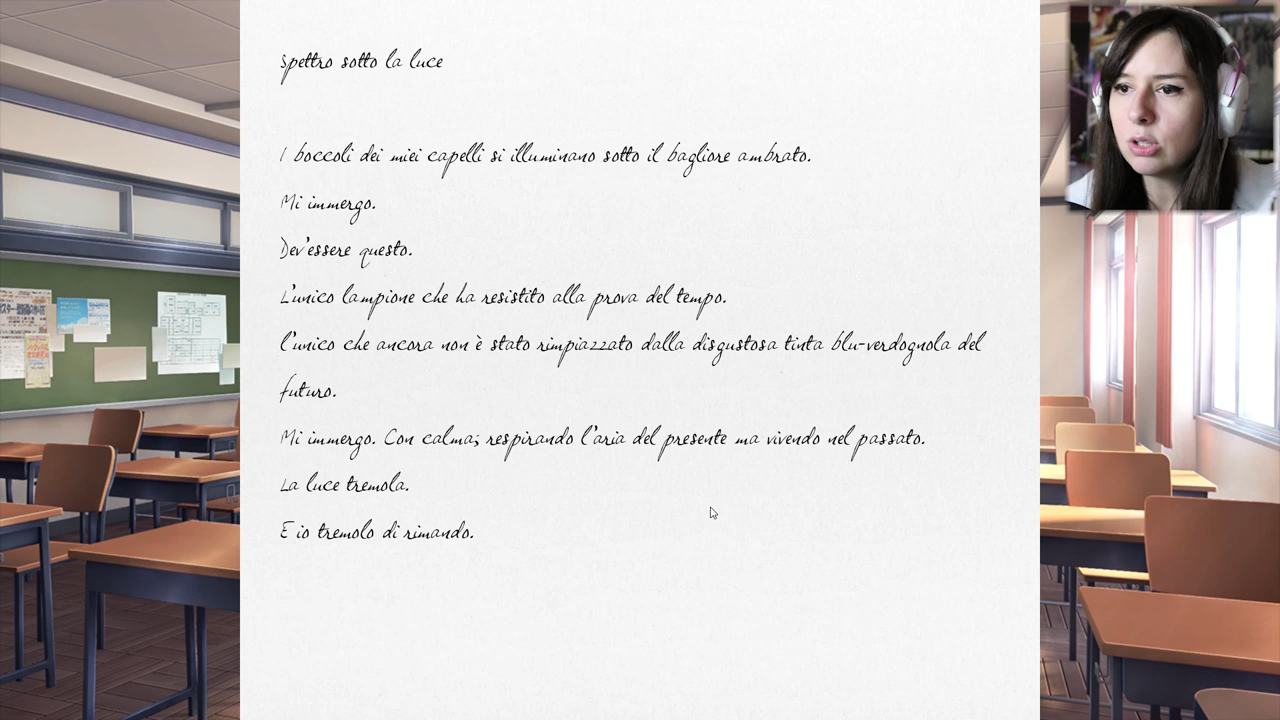 Spettro sotto la luce
I boccoli dei miei capelli si illuminano sotto il bagliore ambrato.
Mi immergo.
Dev'essere questo.
L'unico lampione che ha resistito alla prova del tempo.
l'unico che ancora non è stato rimpiazzato dalla disgustosa tinta blu-verdognola del
futuro.
Mi immergo. Con calma; respirando l'aria del presente ma vivendo nel passato.
La luce tremola.
E io tremolo di rimando.